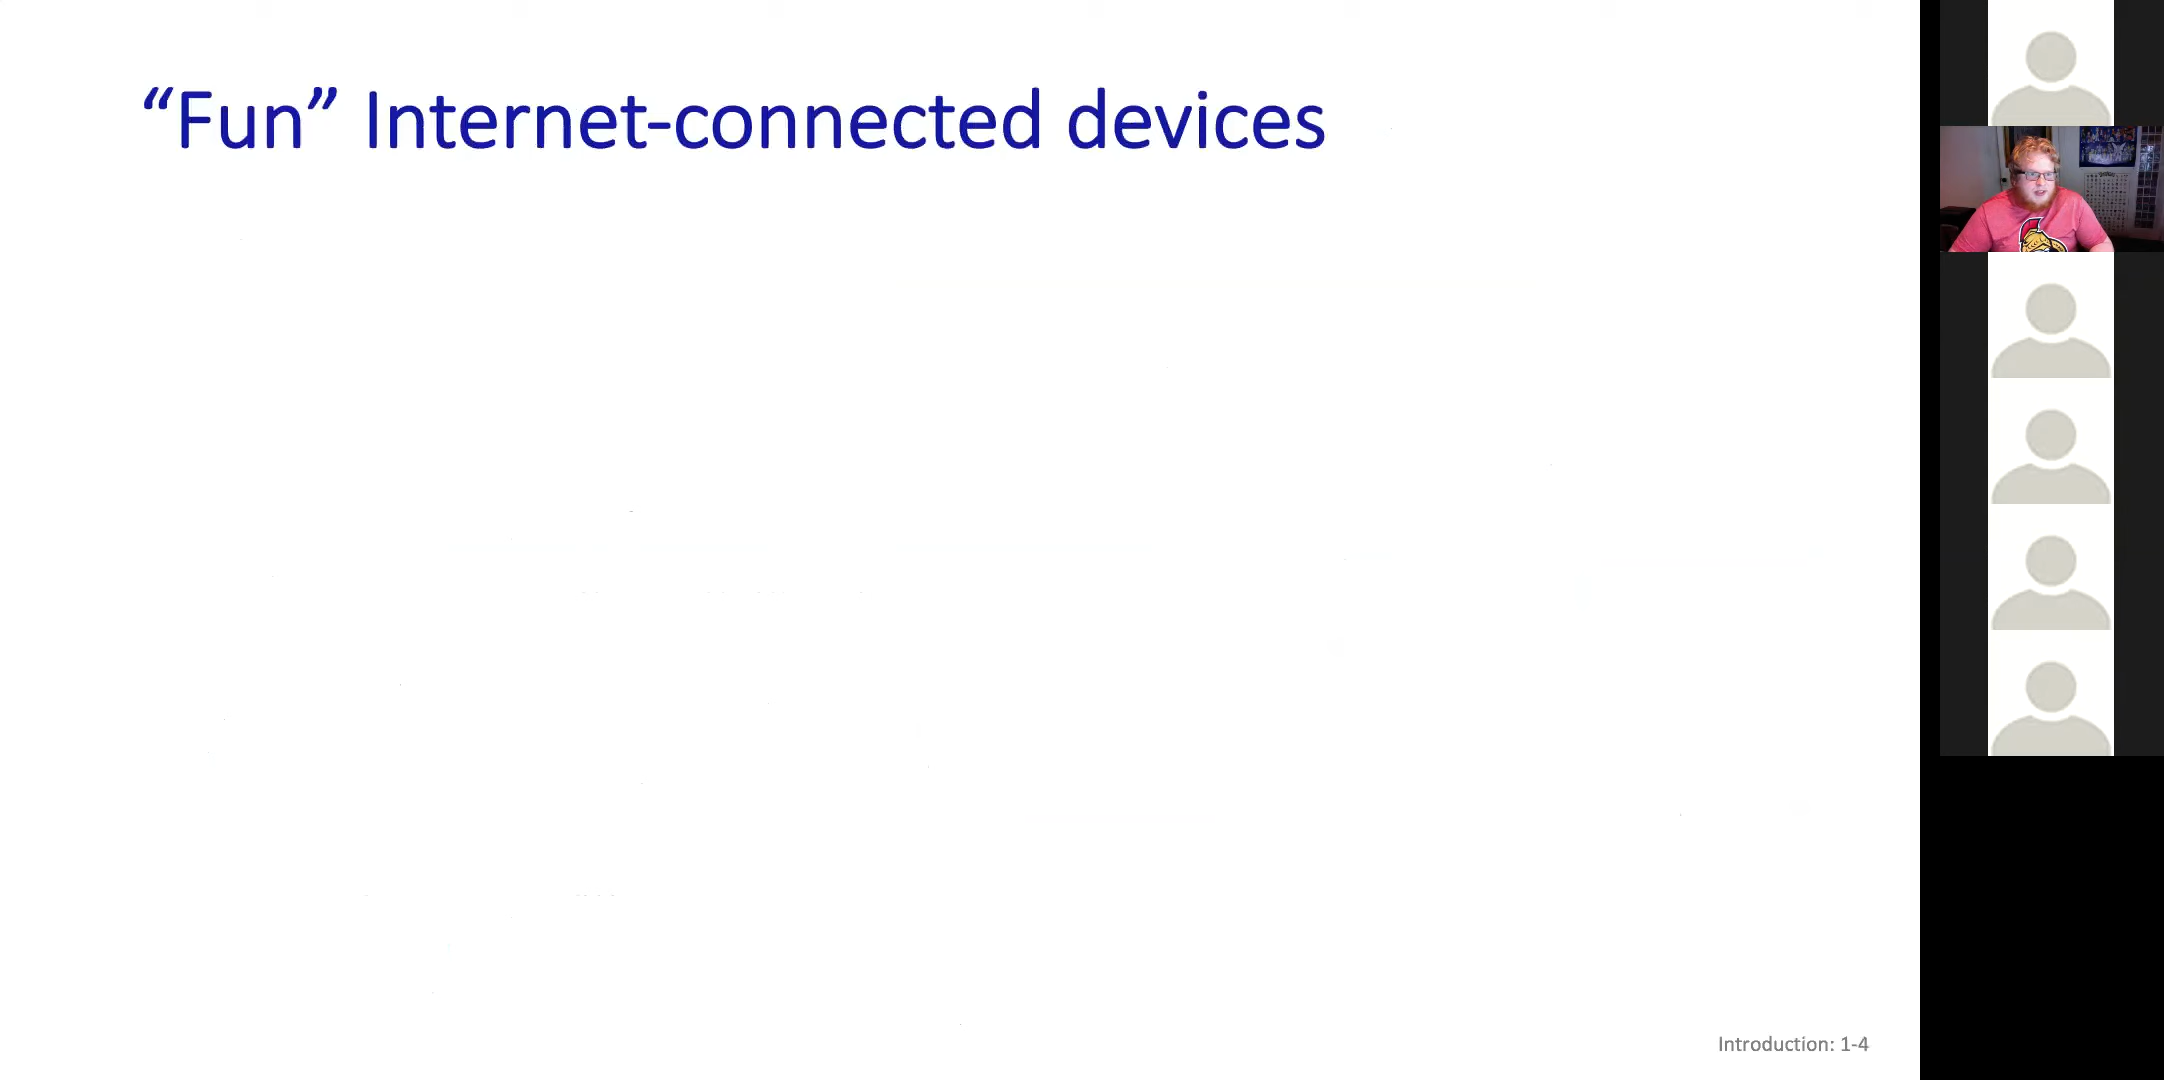 “Fun” Internet-connected devices
Introduction: 1-4